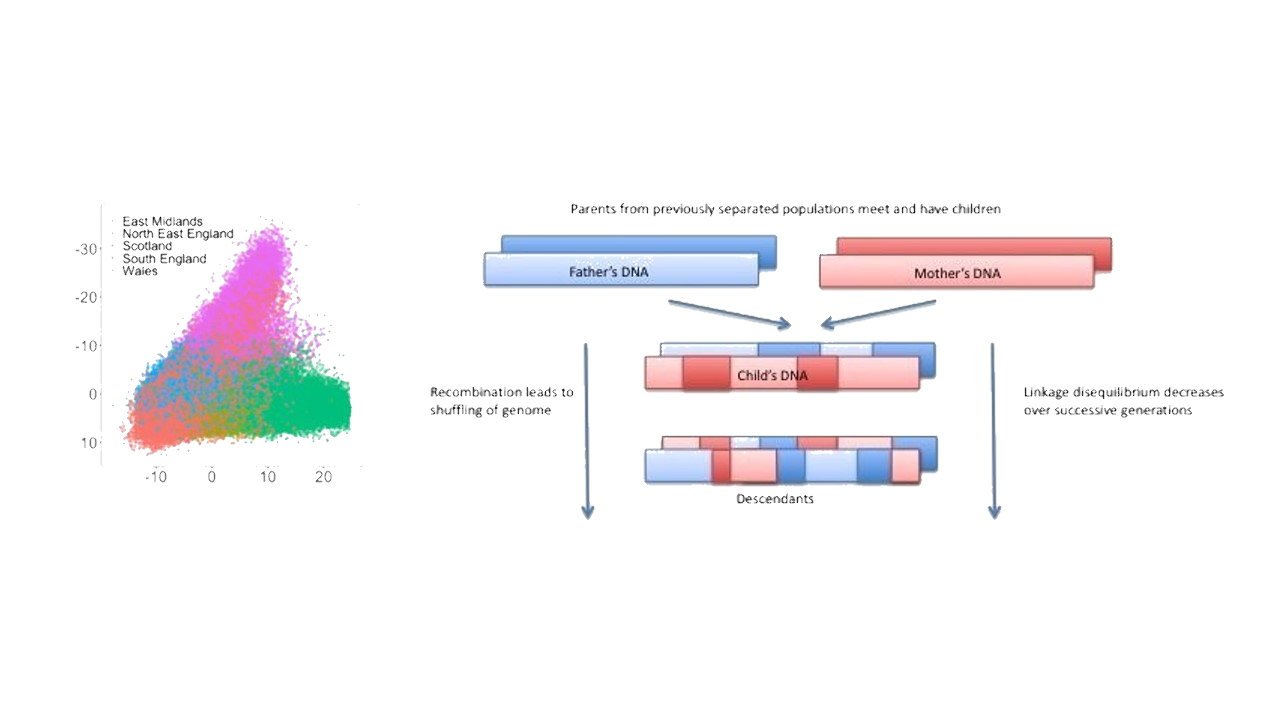 East Midlands
North East England
Scotland
South England
Wales
-30
-20
-10
0
10
-10
0
10
20
Parents from previously separated populations meet and have children
Father's DNA
Mother's DNA
Child's DNA
Recombination leads to
shuffling of genome
Linkage disequilibrium decreases
over successive generations
Descendants